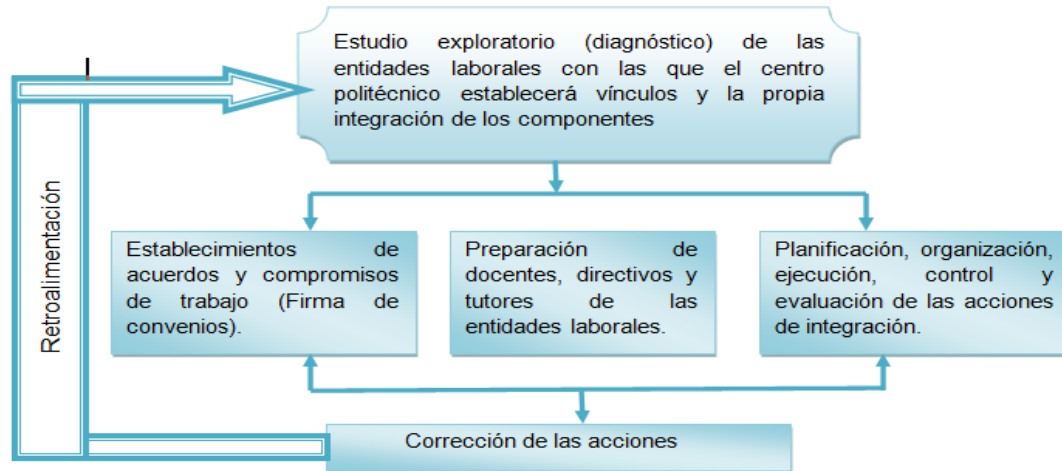 Estudio exploratorio (diagnóstico) de las
entidades laborales con las que el centro
politécnico establecerá vínculos y la propia
integración de los componentes
Retroalimentación
Establecimientos de
acuerdos y compromisos
de trabajo (Firma de
convenios).
Preparación de
docentes, directivos y
tutores de las
entidades laborales.
Planificación, organización,
ejecución, control y
evaluación de las acciones
de integración.
Corrección de las acciones